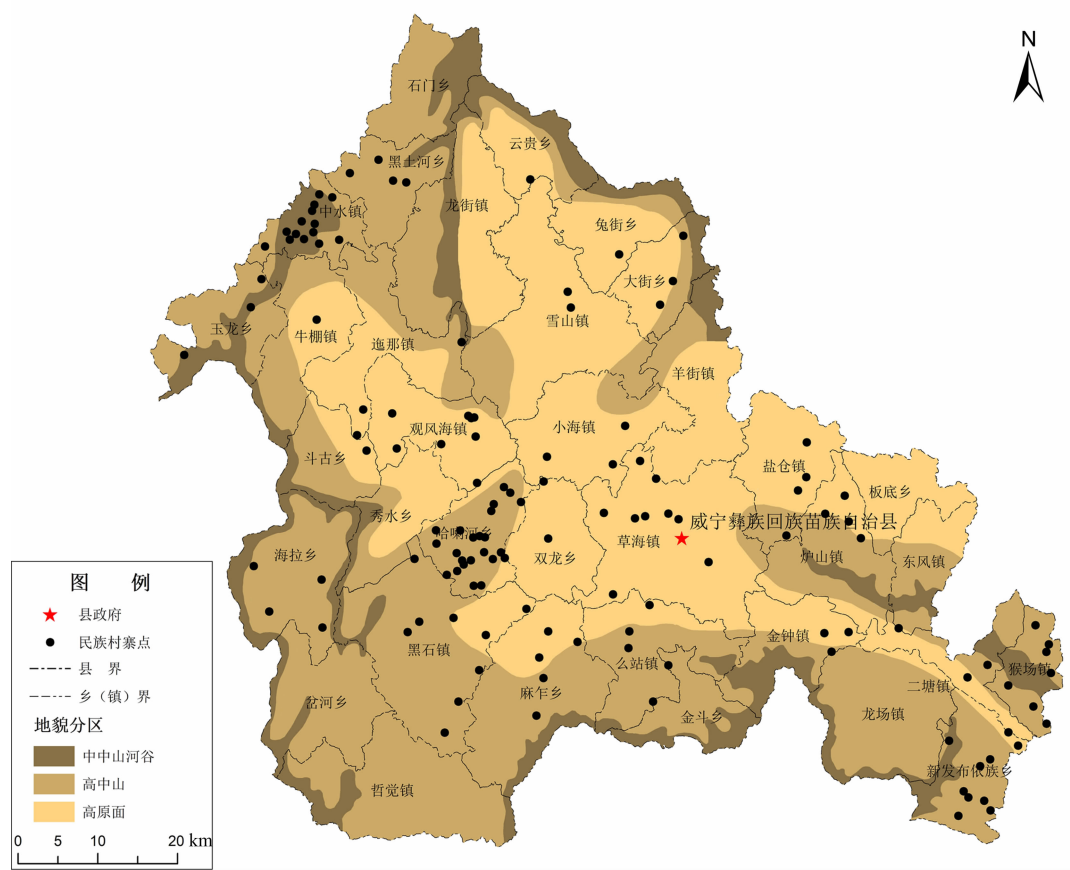 N
石门乡
云贵乡
黑土河乡
龙街镇
中水镇
兔街乡
大街乡
雪山镇
玉龙乡
牛棚镇
迤那镇
羊街镇
观风海镇
小海镇
斗古乡
盐仓镇
板底乡
秀水乡
威宁彝族回族苗族自治县
哈喇河乡
草海镇
海拉乡
双龙乡
炉山镇
东风镇
金钟镇
黑石镇
么站镇
猴场镇
二塘镇
麻乍乡
岔河乡
金斗乡
龙场镇
新发布依族乡
哲觉镇
图 例
县政府
民族村寨点
县 界
乡（镇）界
地貌分区
中中山河谷
高中山
高原面
0 5 10 20 km